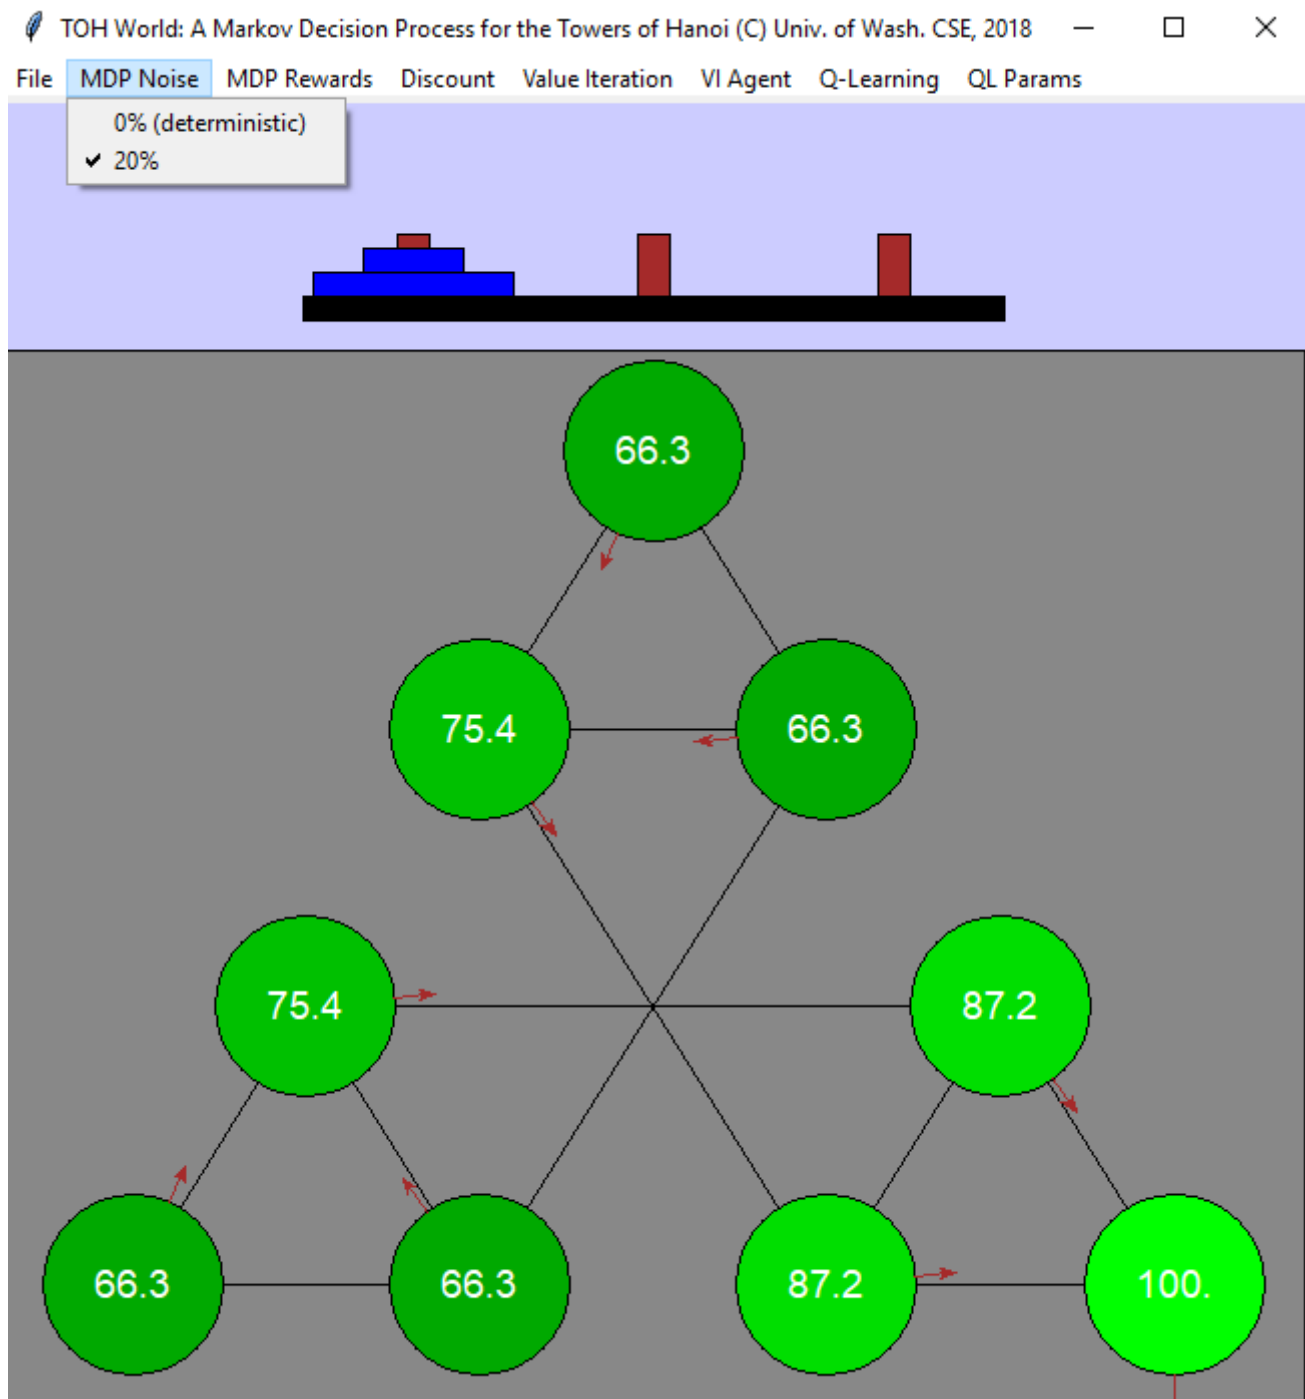 TOH World: A Markov Decision Process for the Towers of Hanoi (C) Univ. of Wash. CSE, 2018
File MDP Noise MDP Rewards Discount Value Iteration VI Agent Q-Learning QL Params
0% (deterministic)
20%
66.3
75.4 66.3
75.4 87.2
66.3 66.3 87.2 100.